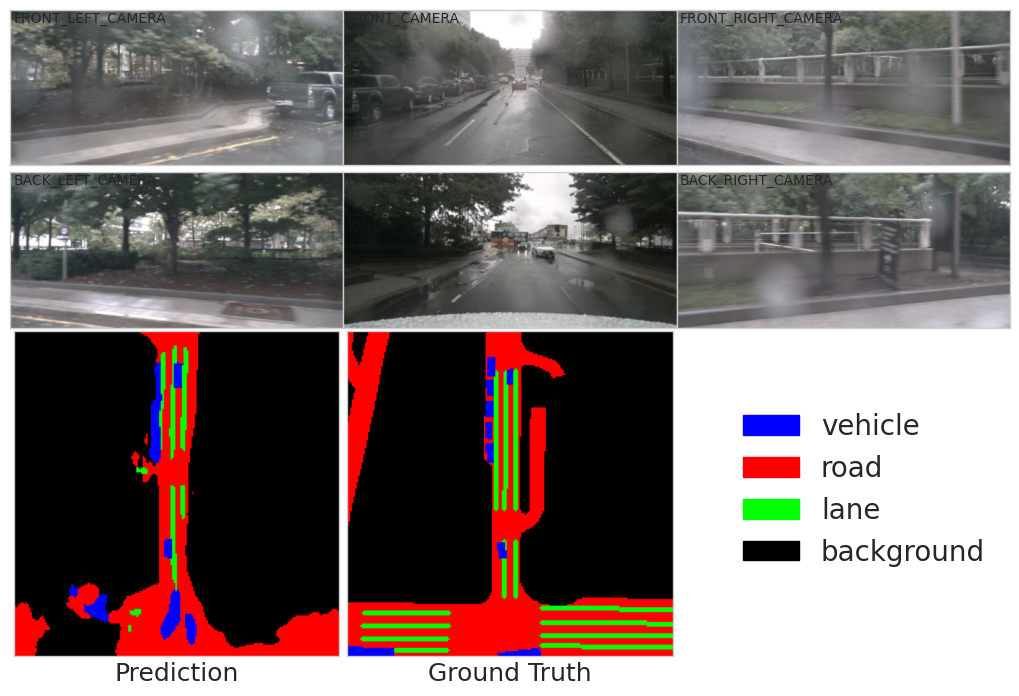 FRONT_LEFT_CAMERA
FRONT_CAMERA
FRONT_RIGHT_CAMERA
BACK_LEFT_CAMERA
BACK_RIGHT_CAMERA
vehicle
road
lane
background
Prediction
Ground Truth